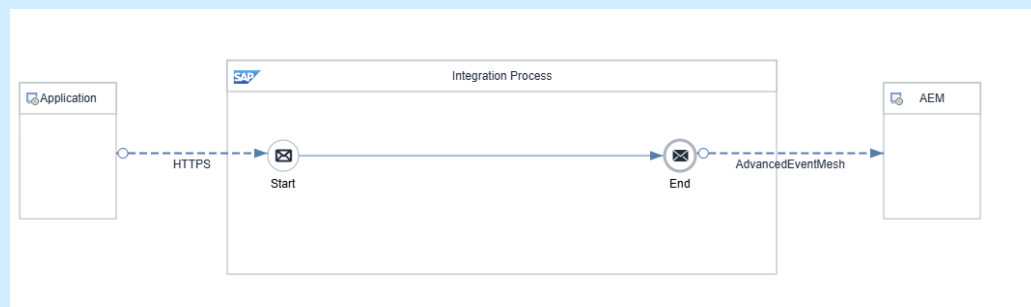 SAP Integration Process
Application
AEM
HTTPS
AdvancedEventMesh
Start
End